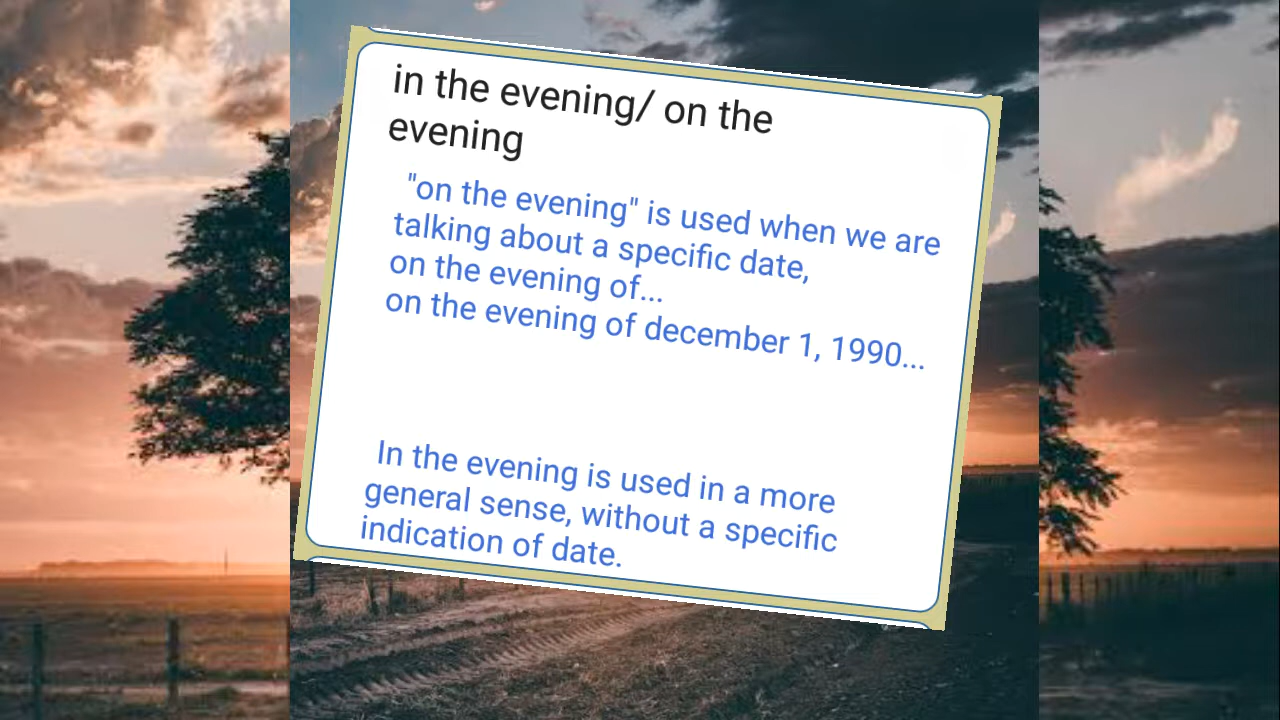 in the evening/ on the
evening
"on the evening" is used when we are
talking about a specific date,
on the evening of...
on the evening of december 1, 1990...
In the evening is used in a more
general sense, without a specific
indication of date.